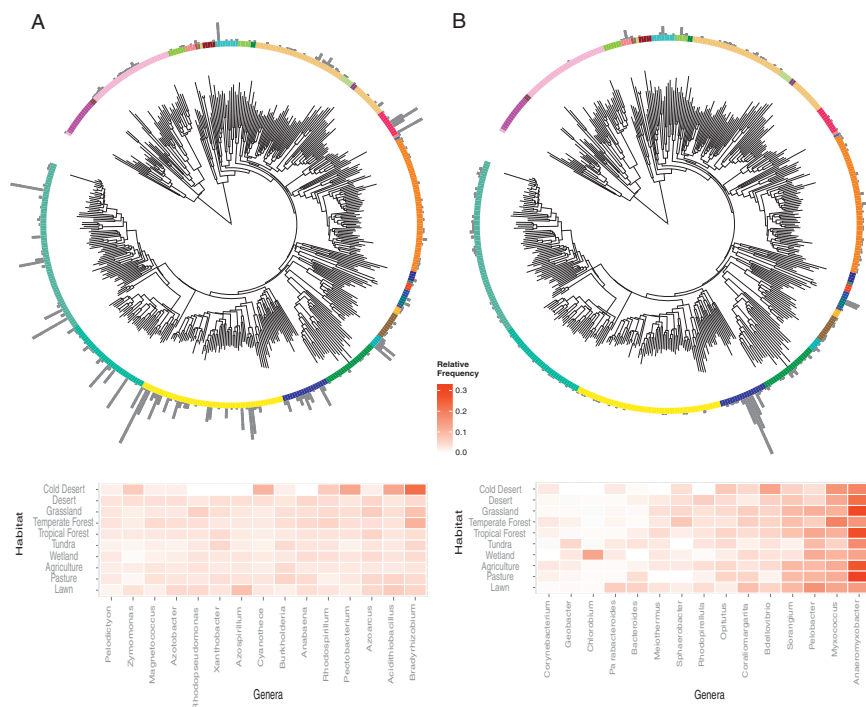 A
B
Relative
Frequency
0.3
0.2
0.1
0.0
Habitat
Cold Desert
Desert
Grassland
Temperate Forest
Tropical Forest
Tundra
Wetland
Agriculture
Pasture
Lawn
Pelodictyon
Zymomonas
Magnetococcus
Azotobacter
Rhodopseudomonas
Xanthobacter
Azospirillum
Cyanothece
Burkholderia
Anabaena
Rhodospirillum
Pectobacterium
Azoarcus
Acidithiobacillus
Bradyrhizobium
Genera
Habitat
Cold Desert
Desert
Grassland
Temperate Forest
Tropical Forest
Tundra
Wetland
Agriculture
Pasture
Lawn
Corynebacterium
Geobacter
Chlorobium
Parabacteroides
Bacteroides
Meiothermus
Sphaerobacter
Rhodopirellula
Opitutus
Coraliomargarita
Bdellovibrio
Sorangium
Pelobacter
Myxococcus
Anaeromyxobacter
Genera